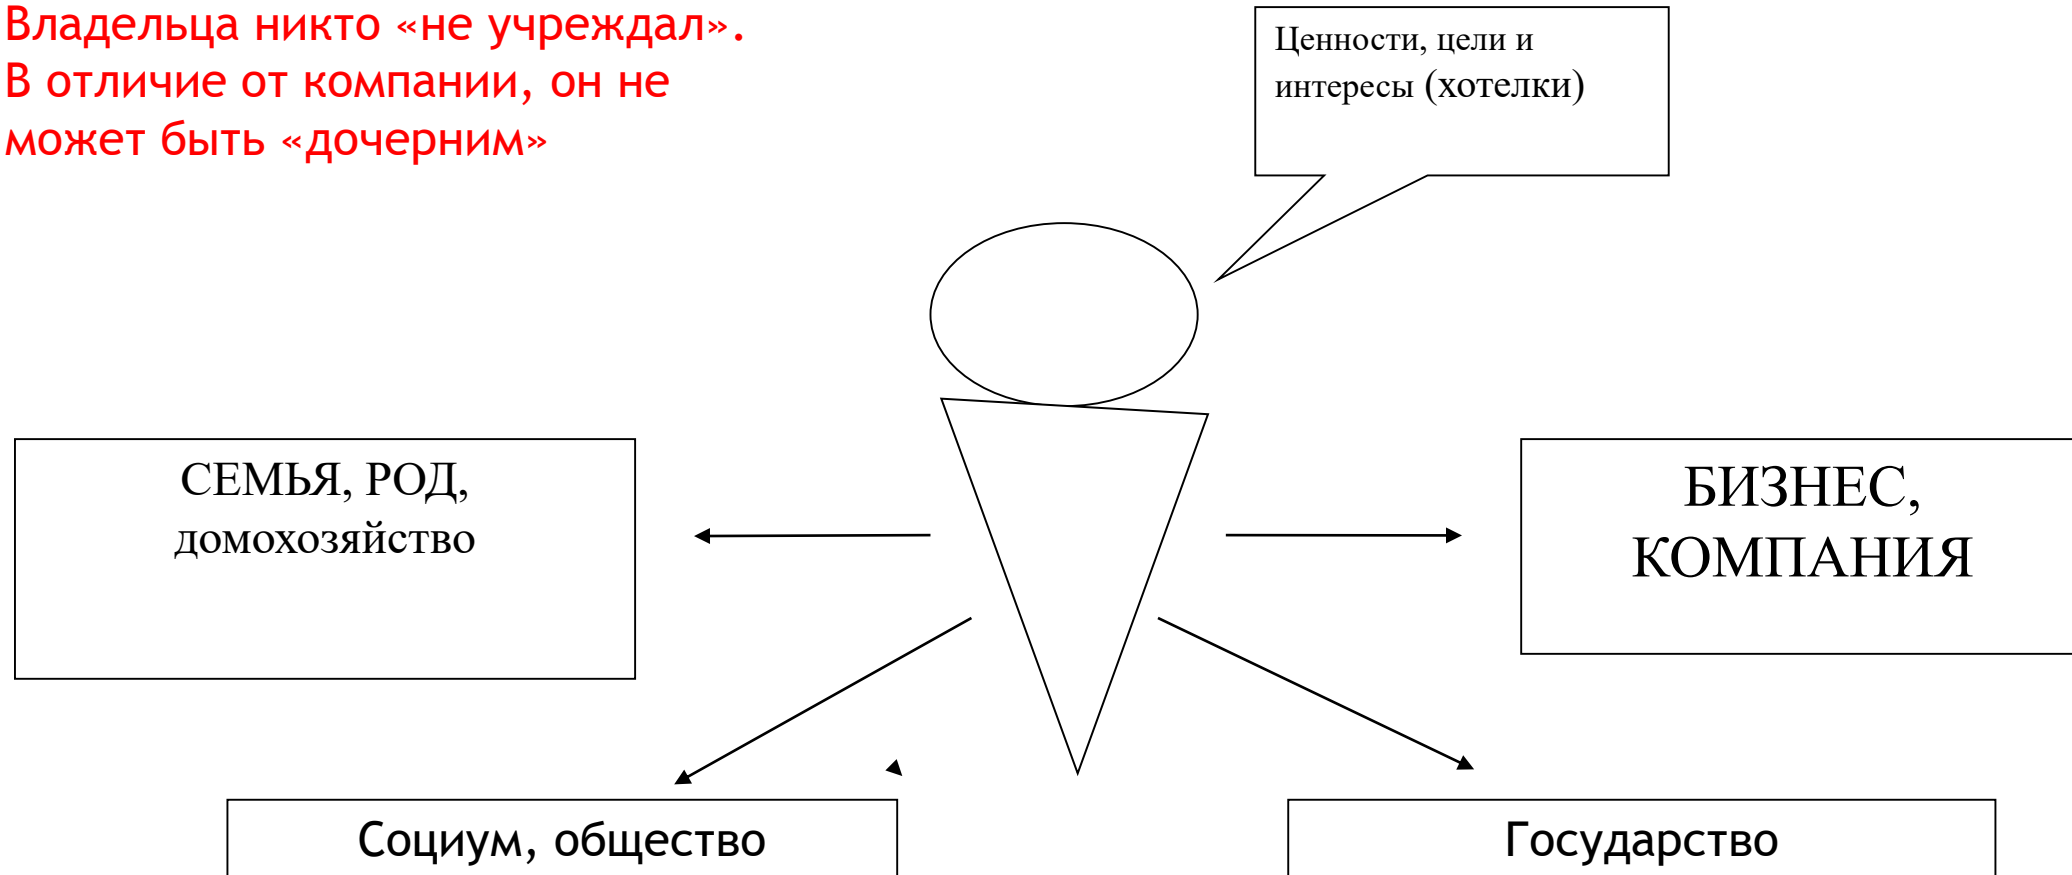 Владельца никто «не учреждал».
В отличие от компании, он не
может быть «дочерним»
Ценности, цели и
интересы (хотелки)
СЕМЬЯ, РОД,
домохозяйство
БИЗНЕС,
КОМПАНИЯ
Социум, общество
Государство